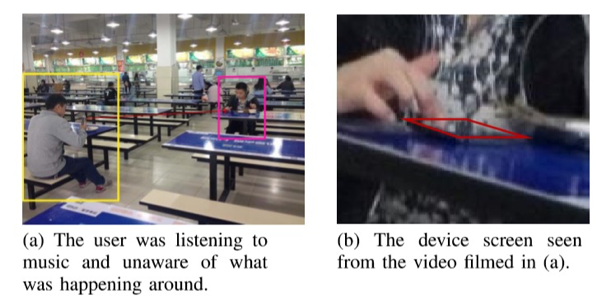 (a) The user was listening to
music and unaware of what
was happening around.
(b) The device screen seen
from the video filmed in (a).